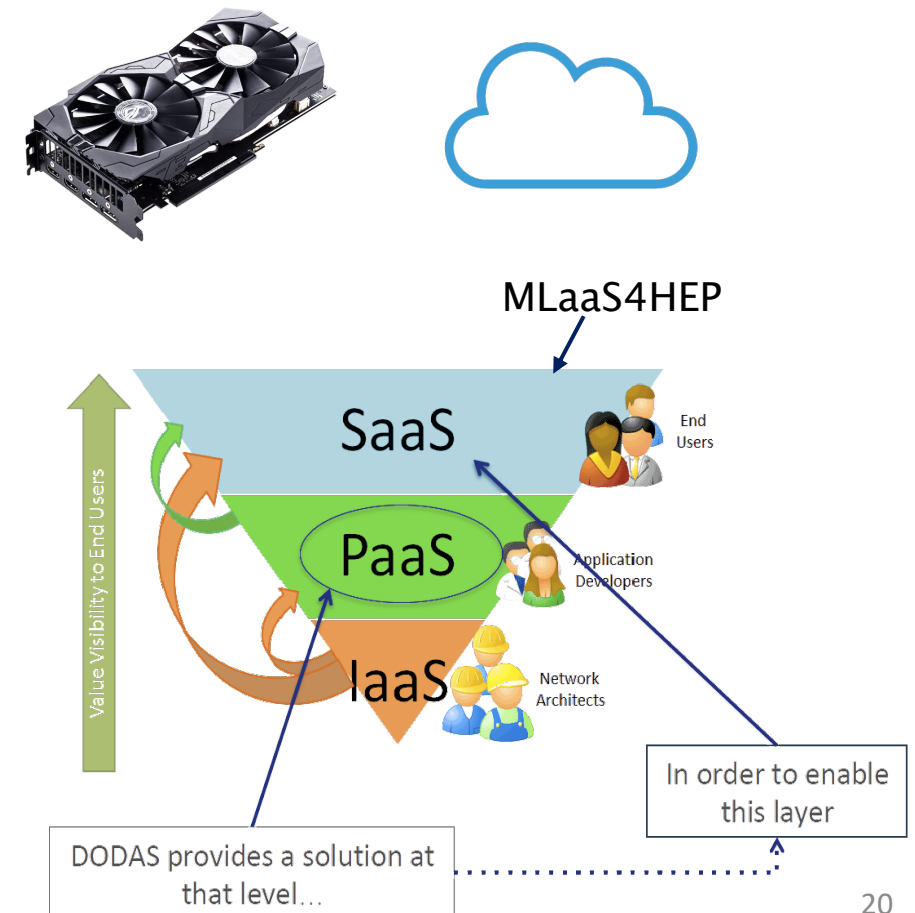 MLaaS4HEP
SaaS
End
Users
Value Visibility to End Users
PaaS
Application
Developers
IaaS
Network
Architects
In order to enable
this layer
DODAS provides a solution at
that level...
20